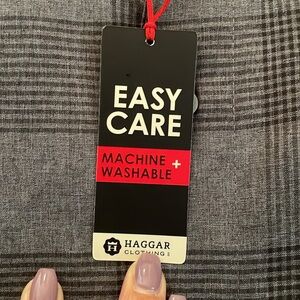 EASY
CARE
MACHINE +
WASHABLE
H
HAGGAR
CLOTHING